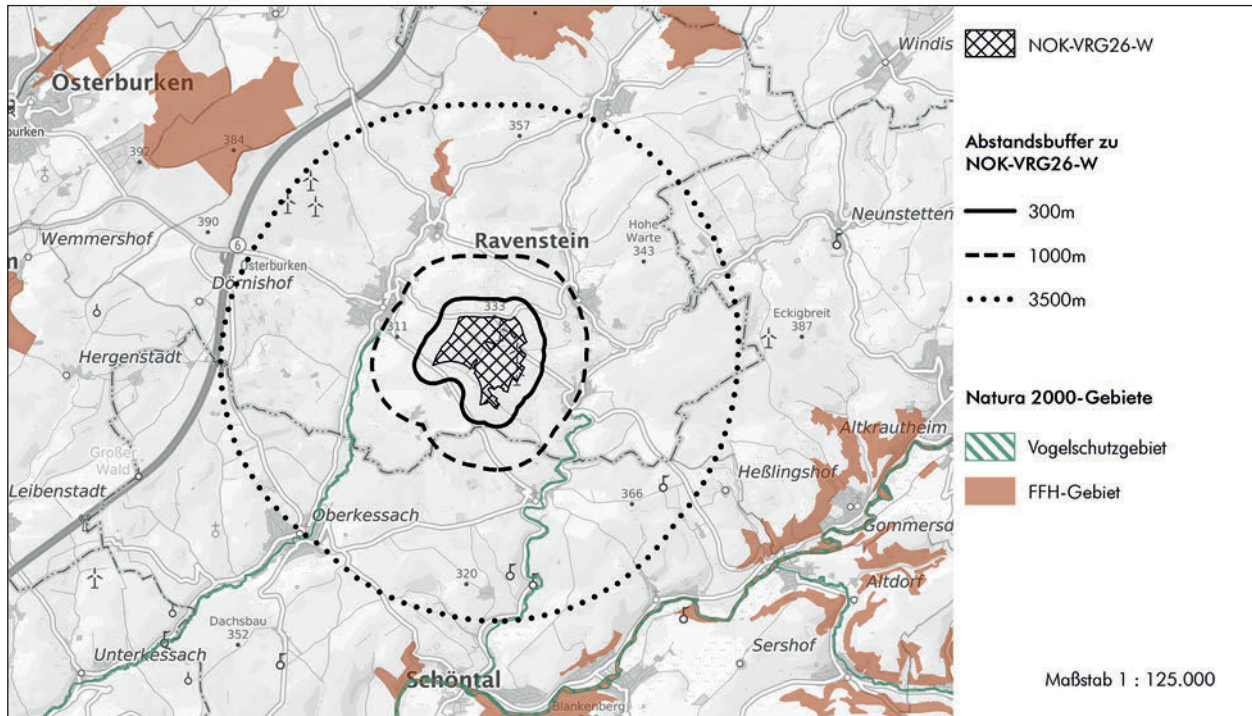 Osterburken
burken
392
384
390
Wemmershof
m
6
Osterburken
Dörnishof
Hergenstadt
Großer
Wald
Leibenstadt
Unterkessach
Dachsbau
352
Oberkessach
311
333
Ravenstein
357
Hohe
Warte
343
Windis
Neunstetten
Eckigbreit
387
366
320
Schöntal
Blankenberg
Heßlingshof
Altkrautheim
Gommersd
Altdorf
Sershof
NOK-VRG26-W
Abstandsbuffer zu
NOK-VRG26-W
300m
1000m
3500m
Natura 2000-Gebiete
Vogelschutzgebiet
FFH-Gebiet
Maßstab 1 : 125.000